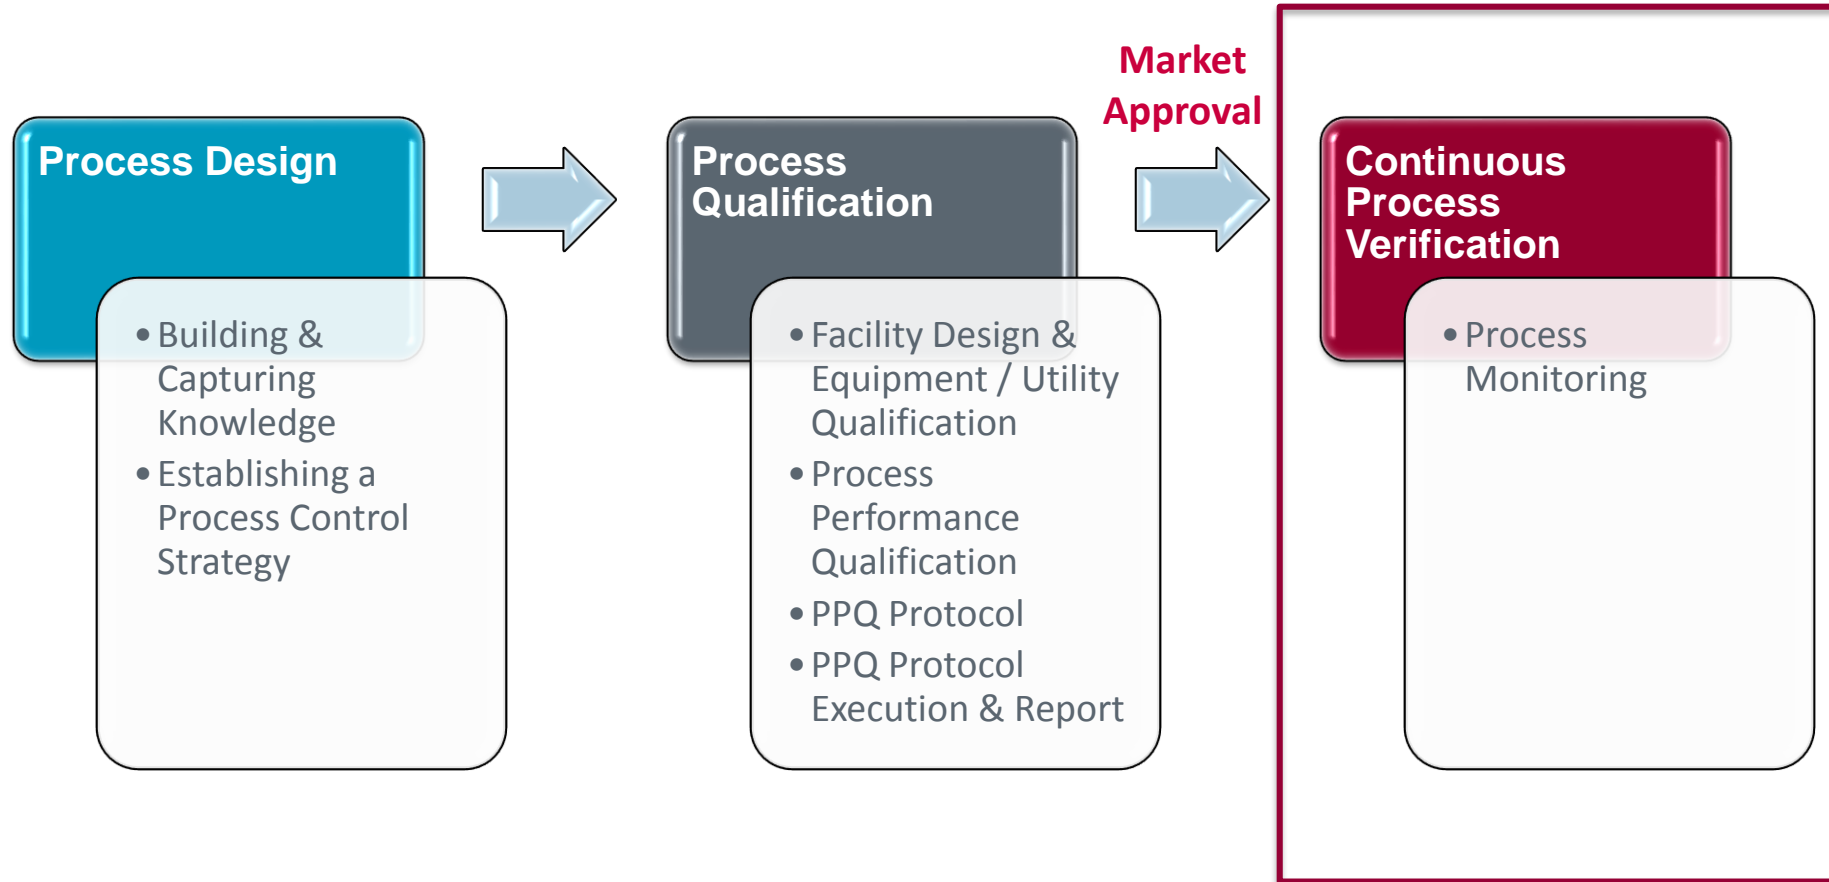 Process Design
• Building &
Capturing
Knowledge
• Establishing a
Process Control
Strategy
Process
Qualification
• Facility Design &
Equipment / Utility
Qualification
• Process
Performance
Qualification
• PPQ Protocol
• PPQ Protocol
Execution & Report
Market
Approval
Continuous
Process
Verification
• Process
Monitoring